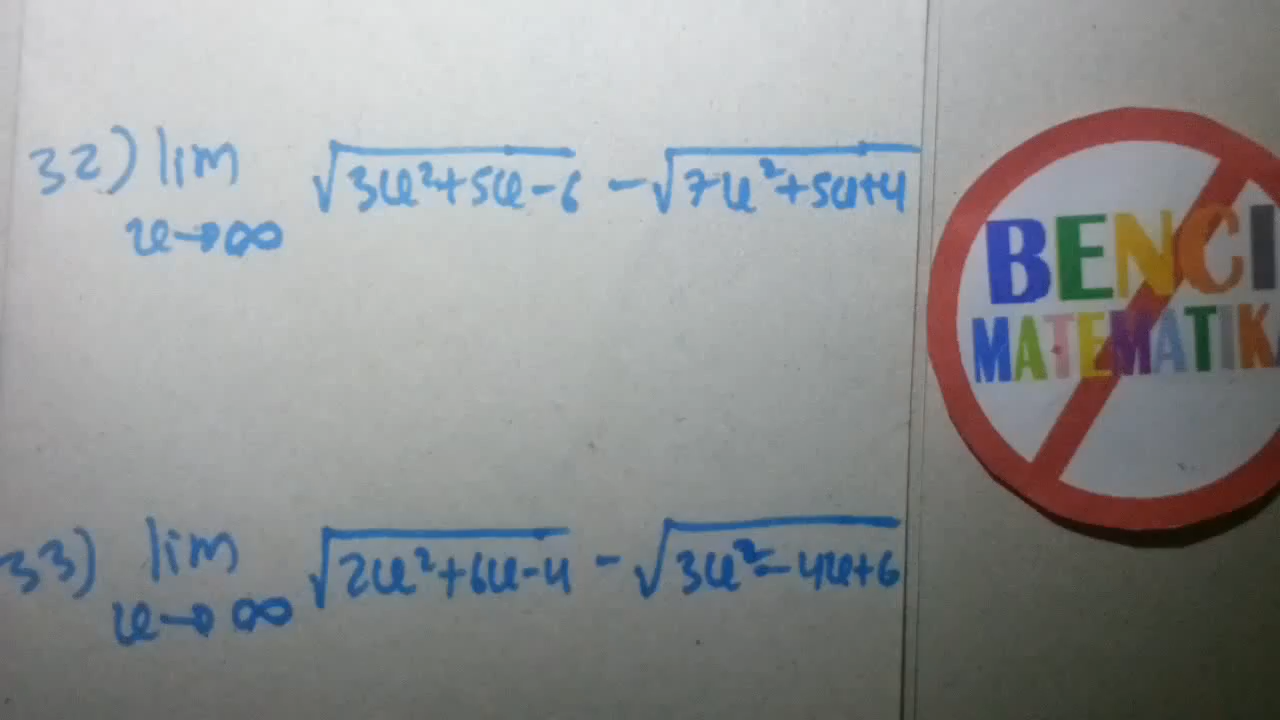 32) lim √3x²+5x-6 - √7x²+5x+4
x→∞
BENCI
MATEMATIKA
33) lim √2x²+6x-4 - √3x²-4x+6
x→∞